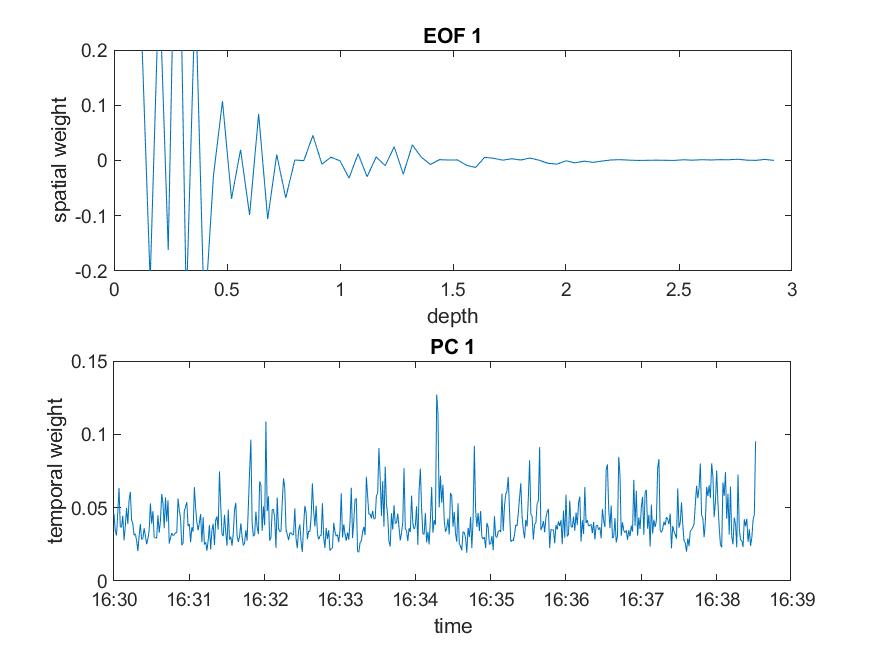 EOF 1
0.2
0.1
0
-0.1
-0.2
spatial weight
0 0.5 1 1.5 2 2.5 3
depth
PC 1
0.15
0.1
0.05
0
temporal weight
16:30 16:31 16:32 16:33 16:34 16:35 16:36 16:37 16:38 16:39
time